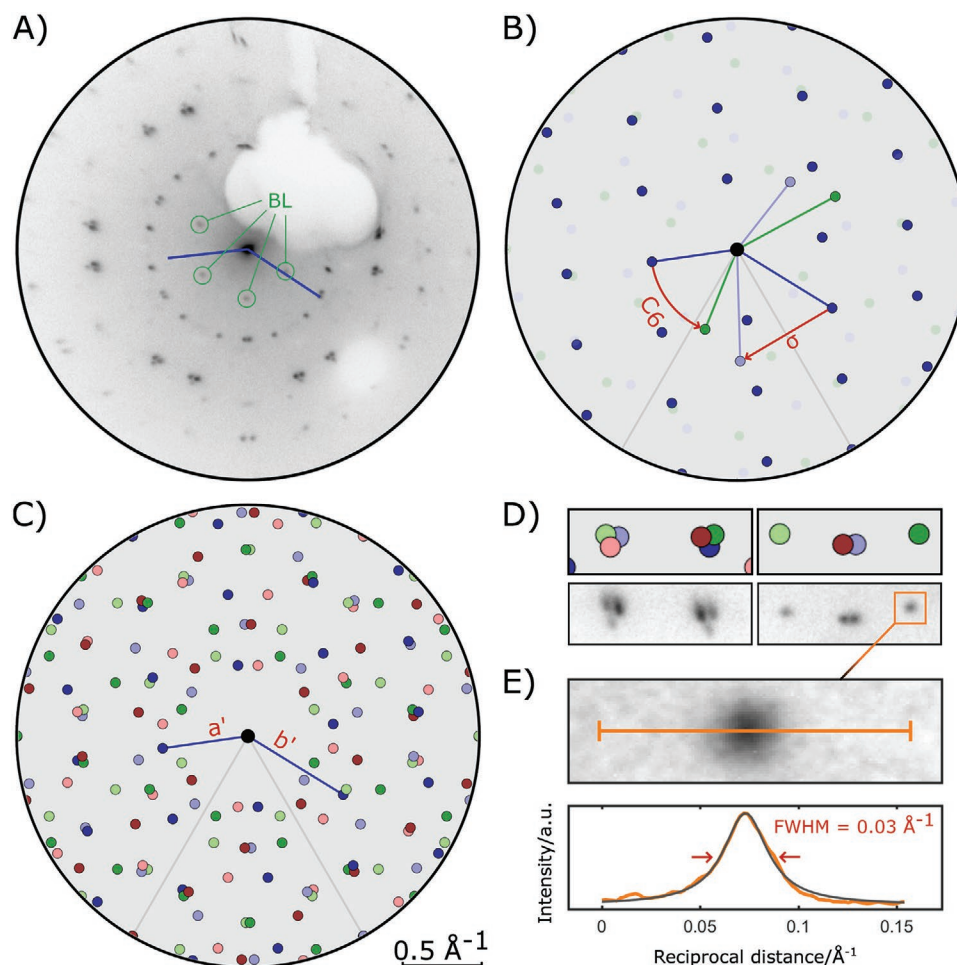 A)
BL
B)
C6
σ
C)
a'
b'
0.5 Å-1
D)
E)
FWHM = 0.03 Å-1
Intensity/a.u.
0
0.05
0.1
0.15
Reciprocal distance/Å-1